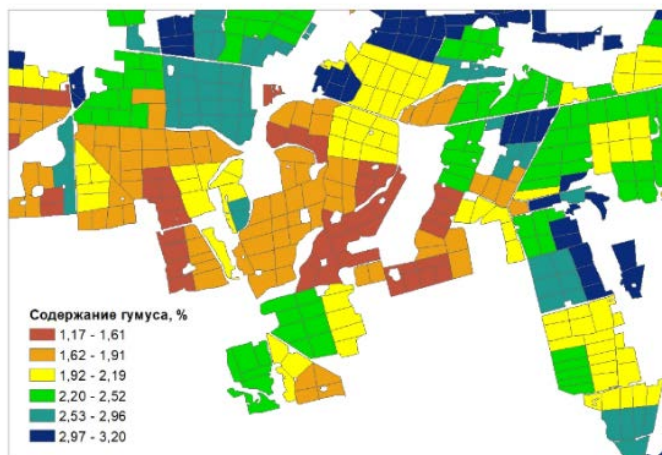 Содержание гумуса, %
1,17 - 1,61
1,62 - 1,91
1,92 - 2,19
2,20 - 2,52
2,53 - 2,96
2,97 - 3,20